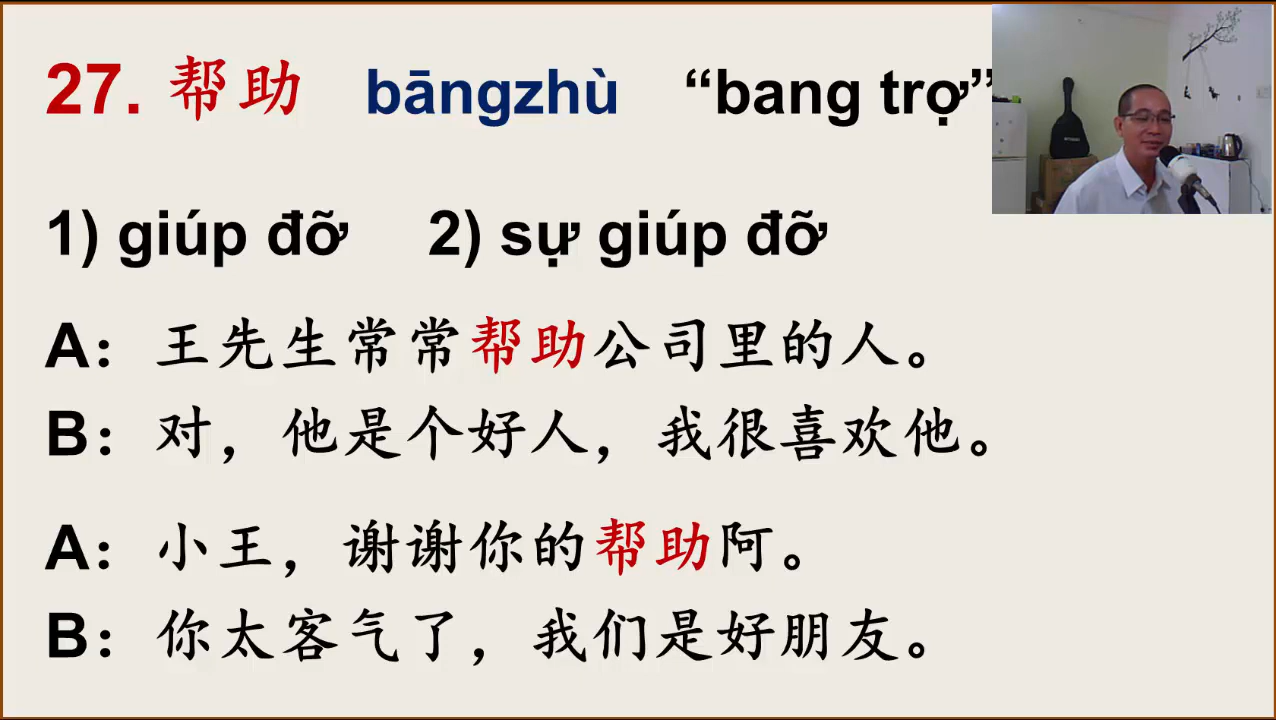 27. 帮助 bāngzhù “bang trợ”
1) giúp đỡ 2) sự giúp đỡ
A：王先生常常帮助公司里的人。
B：对，他是个好人，我很喜欢他。
A：小王，谢谢你的帮助阿。
B：你太客气了，我们是好朋友。